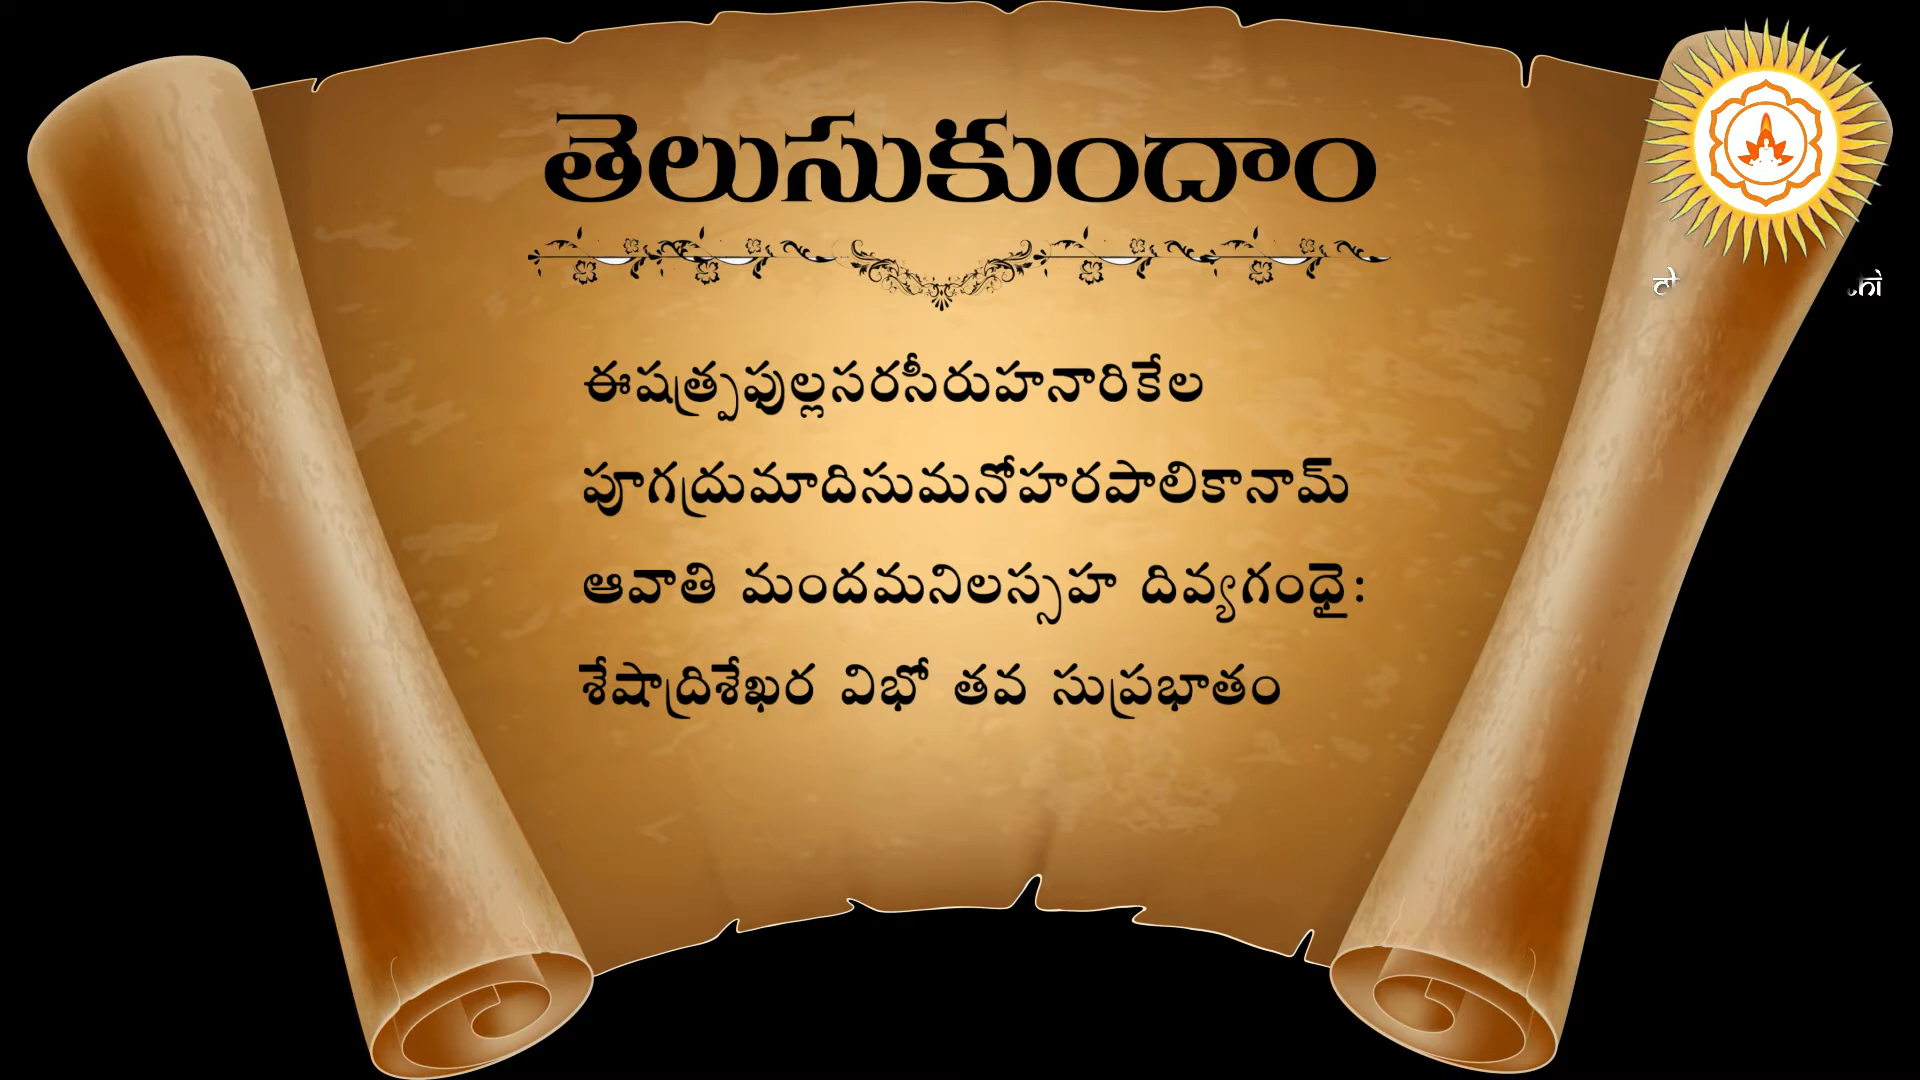 తెలుసుకుందాం
ఈషత్ప్రఫుల్లసరసీరుహనారికేల
పూగద్రుమాదిసుమనోహరపాలికానామ్
ఆవాతి మందమనిలస్సహ దివ్యగంధై:
శేషాద్రిశేఖర విభో తవ సుప్రభాతం